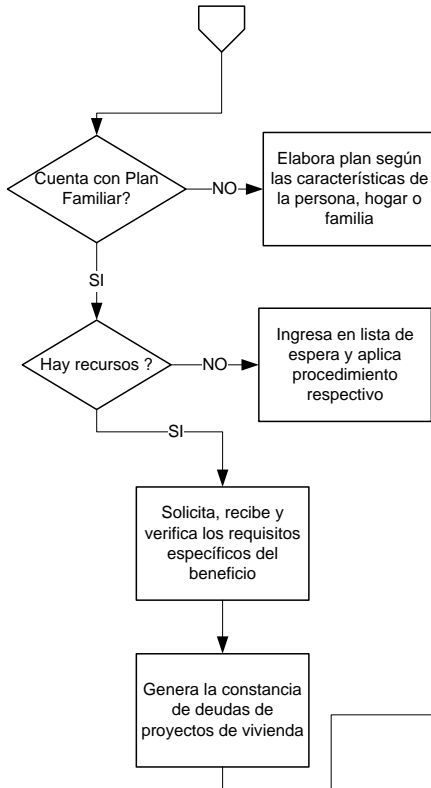 Cuenta con Plan
Familiar?
NO
Elabora plan según
las características de
la persona, hogar o
familia
SI
Hay recursos ?
NO
Ingresa en lista de
espera y aplica
procedimiento
respectivo
SI
Solicita, recibe y
verifica los requisitos
específicos del
beneficio
Genera la constancia
de deudas de
proyectos de vivienda